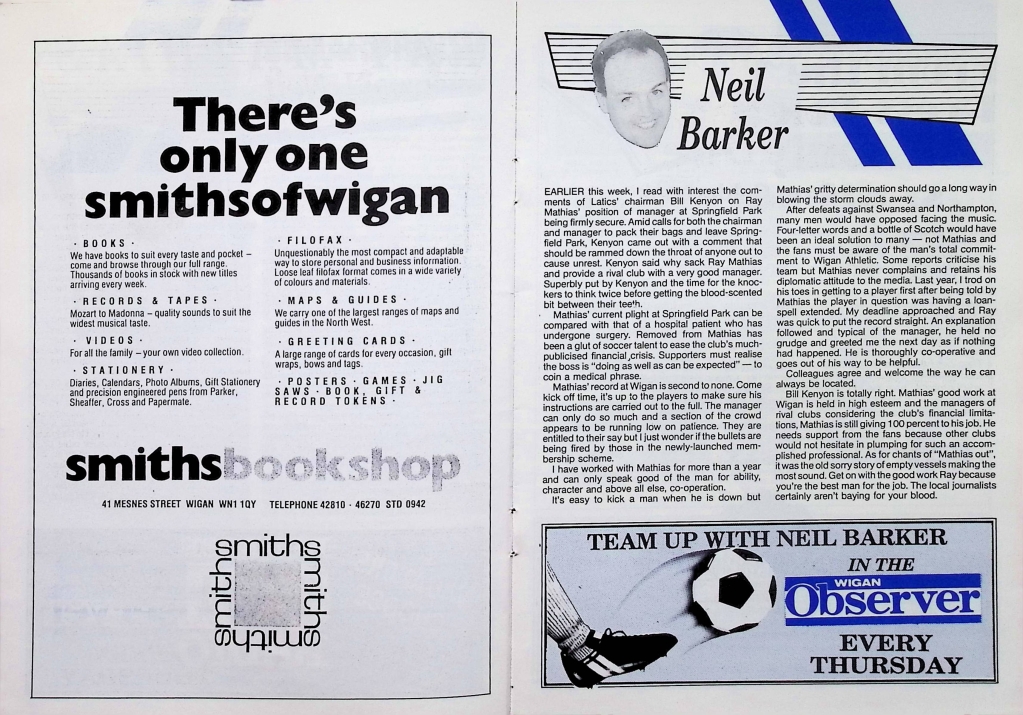 There's
only one
smithsofwigan
· BOOKS ·
We have books to suit every taste and pocket –
come and browse through our full range.
Thousands of books in stock with new titles
arriving every week.
· RECORDS & TAPES ·
Mozart to Madonna – quality sounds to suit the
widest musical taste.
· VIDEOS ·
For all the family – your own video collection.
· STATIONERY ·
Diaries, Calendars, Photo Albums, Gift Stationery
and precision engineered pens from Parker,
Sheaffer, Cross and Papermate.
· FILOFAX ·
Unquestionably the most compact and adaptable
way to store personal and business information.
Loose leaf filofax format comes in a wide variety
of colours and materials.
· MAPS & GUIDES ·
We carry one of the largest ranges of maps and
guides in the North West.
· GREETING CARDS ·
A large range of cards for every occasion, gift
wraps, bows and tags.
· POSTERS · GAMES · JIG
SAWS · BOOK, GIFT &
RECORD TOKENS ·
smithsbookshop
41 MESNES STREET WIGAN WN1 1QY TELEPHONE 42810 · 46270 STD 0942
smiths
smiths
smiths
smiths
Neil
Barker
EARLIER this week, I read with interest the com-
ments of Latics' chairman Bill Kenyon on Ray
Mathias' position of manager at Springfield Park
being firmly secure. Amid calls for both the chairman
and manager to pack their bags and leave Spring-
field Park, Kenyon came out with a comment that
should be rammed down the throat of anyone out to
cause unrest. Kenyon said why sack Ray Mathias
and provide a rival club with a very good manager.
Superbly put by Kenyon and the time for the knoc-
kers to think twice before getting the blood-scented
bit between their teeth.
Mathias' current plight at Springfield Park can be
compared with that of a hospital patient who has
undergone surgery. Removed from Mathias has
been a glut of soccer talent to ease the club's much-
publicised financial crisis. Supporters must realise
the boss is "doing as well as can be expected" — to
coin a medical phrase.
Mathias' record at Wigan is second to none. Come
kick off time, it's up to the players to make sure his
instructions are carried out to the full. The manager
can only do so much and a section of the crowd
appears to be running low on patience. They are
entitled to their say but I just wonder if the bullets are
being fired by those in the newly-launched mem-
bership scheme.
I have worked with Mathias for more than a year
and can only speak good of the man for ability,
character and above all else, co-operation.
It's easy to kick a man when he is down but
Mathias' gritty determination should go a long way in
blowing the storm clouds away.
After defeats against Swansea and Northampton,
many men would have opposed facing the music.
Four-letter words and a bottle of Scotch would have
been an ideal solution to many — not Mathias and
the fans must be aware of the man's total commit-
ment to Wigan Athletic. Some reports criticise his
team but Mathias never complains and retains his
diplomatic attitude to the media. Last year, I trod on
his toes in getting to a player first after being told by
Mathias the player in question was having a loan-
spell extended. My deadline approached and Ray
was quick to put the record straight. An explanation
followed and typical of the manager, he held no
grudge and greeted me the next day as if nothing
had happened. He is thoroughly co-operative and
goes out of his way to be helpful.
Colleagues agree and welcome the way he can
always be located.
Bill Kenyon is totally right. Mathias' good work at
Wigan is held in high esteem and the managers of
rival clubs considering the club's financial limita-
tions, Mathias is still giving 100 percent to his job. He
needs support from the fans because other clubs
would not hesitate in plumping for such an accom-
plished professional. As for chants of "Mathias out",
it was the old sorry story of empty vessels making the
most sound. Get on with the good work Ray because
you're the best man for the job. The local journalists
certainly aren't baying for your blood.
TEAM UP WITH NEIL BARKER
IN THE
WIGAN
Observer
EVERY
THURSDAY